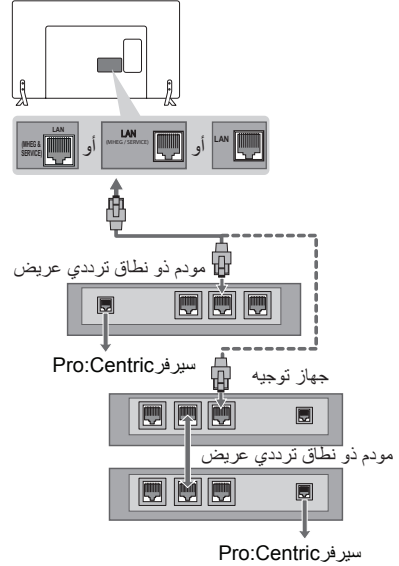 LAN
(MHEG &
SERVICE)
أو
LAN
(MHEG / SERVICE)
أو
LAN
مودم ذو نطاق ترددي عريض
سيرفرPro:Centric
جهاز توجيه
مودم ذو نطاق ترددي عريض
سيرفرPro:Centric